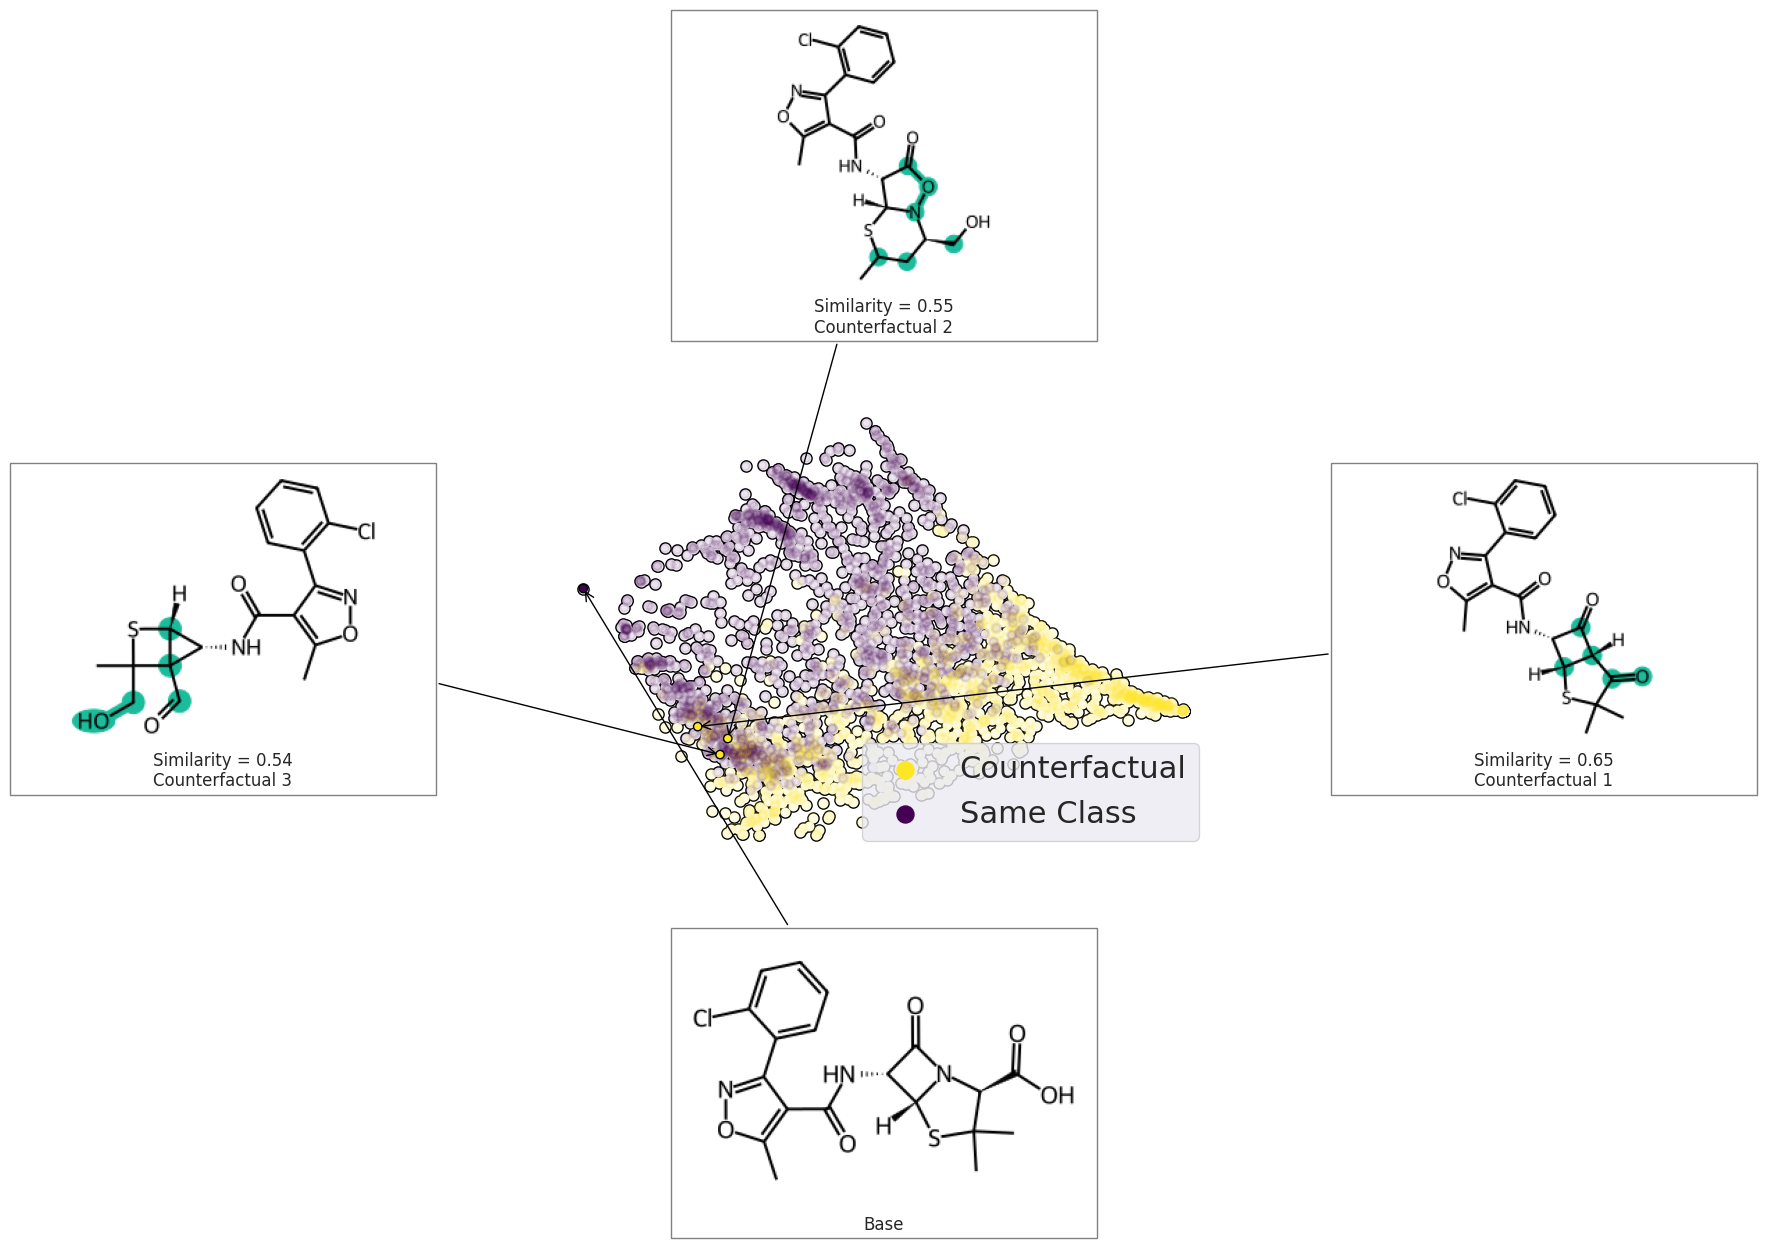 Cl
N
O
O
HN
O
O
H
N
S
OH
Similarity = 0.55
Counterfactual 2
Cl
H
O
N
S
NH
O
HO
O
Similarity = 0.54
Counterfactual 3
Cl
N
O
O
O
HN
H
H
O
S
Similarity = 0.65
Counterfactual 1
Counterfactual
Same Class
Cl
O
O
N
HN
N
OH
O
H
O
S
Base